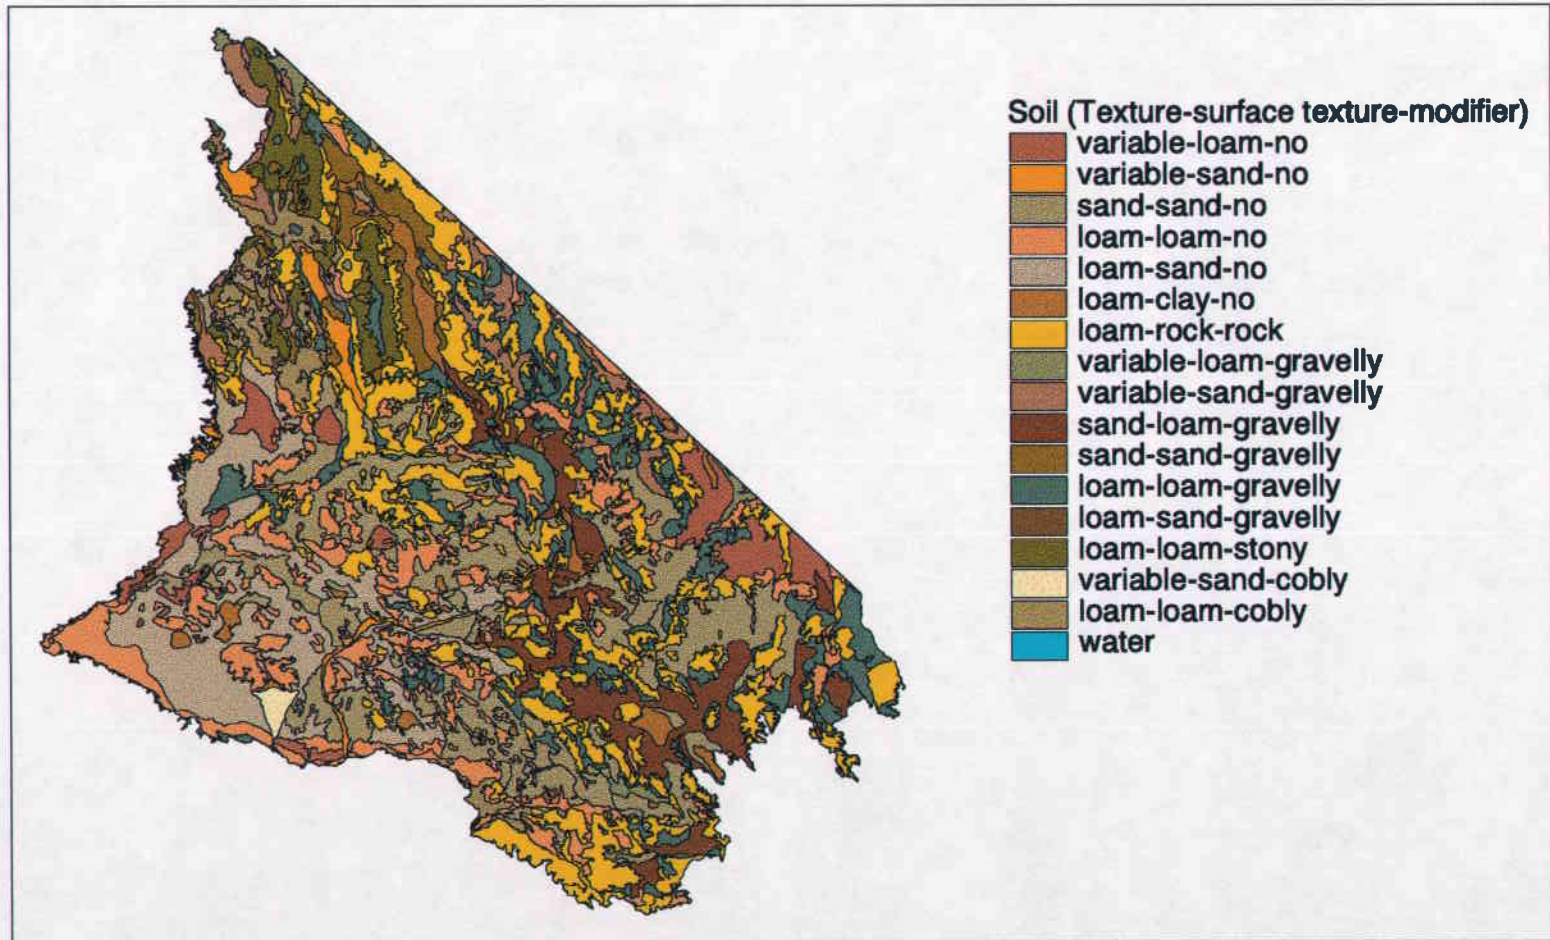 Soil (Texture-surface texture-modifier)
variable-loam-no
variable-sand-no
sand-sand-no
loam-loam-no
loam-sand-no
loam-clay-no
loam-rock-rock
variable-loam-gravelly
variable-sand-gravelly
sand-loam-gravelly
sand-sand-gravelly
loam-loam-gravelly
loam-sand-gravelly
loam-loam-stony
variable-sand-cobly
loam-loam-cobly
water